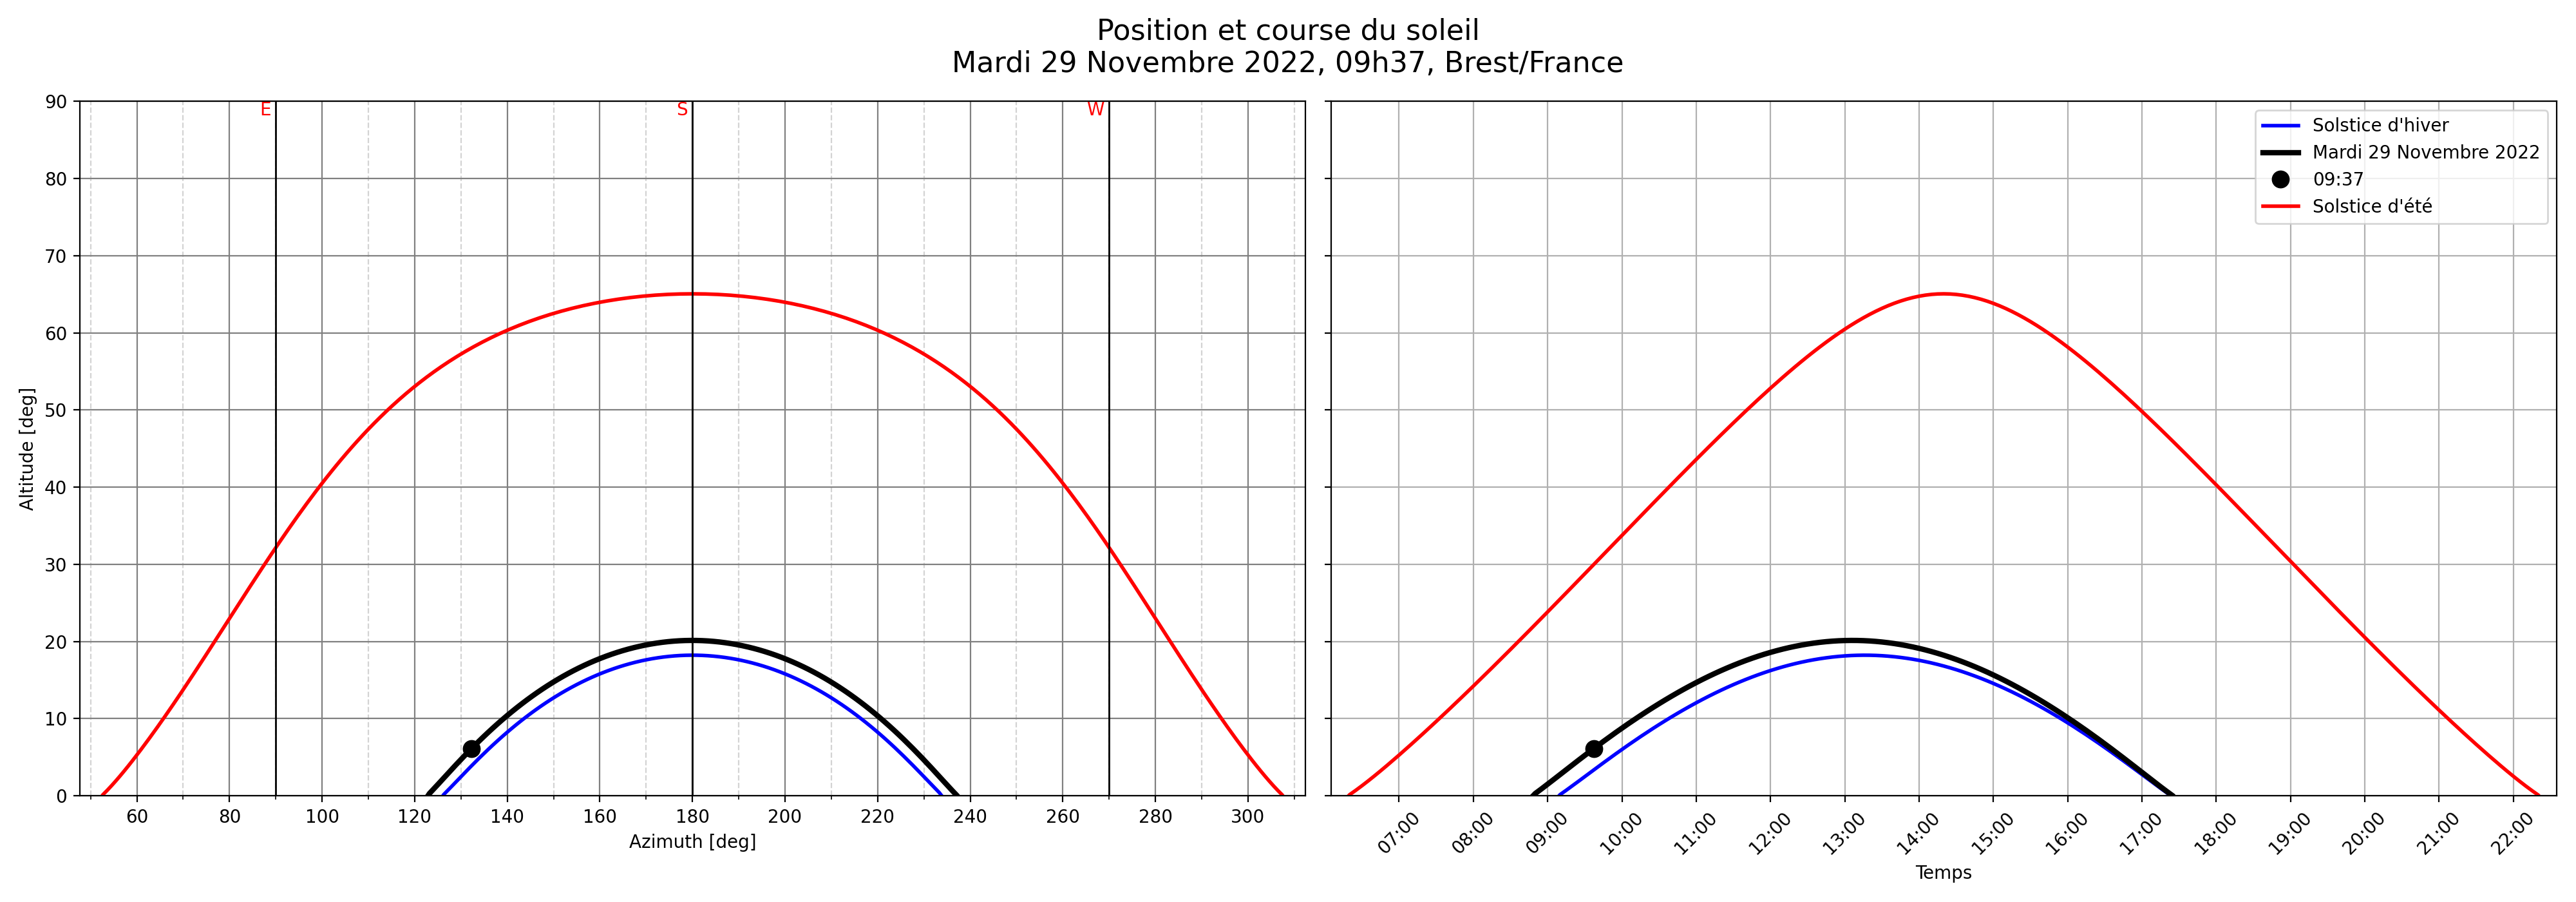 Position et course du soleil
Mardi 29 Novembre 2022, 09h37, Brest/France
E S W
90
80
70
60
50
40
30
20
10
0
Altitude [deg]
60 80 100 120 140 160 180 200 220 240 260 280 300
Azimuth [deg]
Solstice d'hiver
Mardi 29 Novembre 2022
09:37
Solstice d'été
07:00 08:00 09:00 10:00 11:00 12:00 13:00 14:00 15:00 16:00 17:00 18:00 19:00 20:00 21:00 22:00
Temps